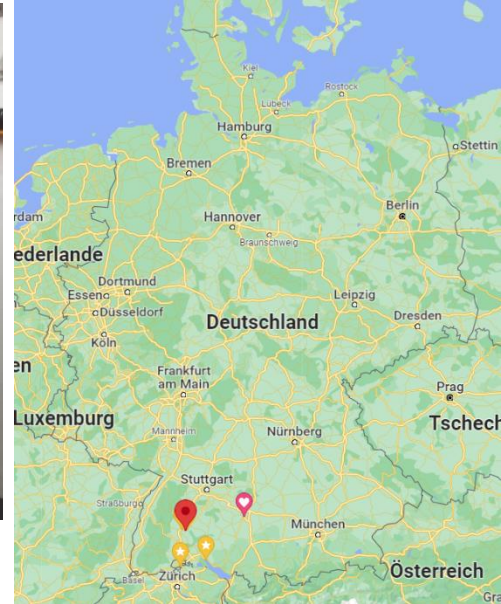 Kiel
Rostock
Lübeck
Hamburg
Stettin
Bremen
Berlin
rdam
Hannover
Braunschweig
ederlande
Dortmund
Essen
Leipzig
Düsseldorf
Deutschland
Dresden
Köln
en
Frankfurt
am Main
Prag
Luxemburg
Tschech
Mannheim
Nürnberg
Stuttgart
Straßburg
München
Österreich
Basel
Zürich
Gra